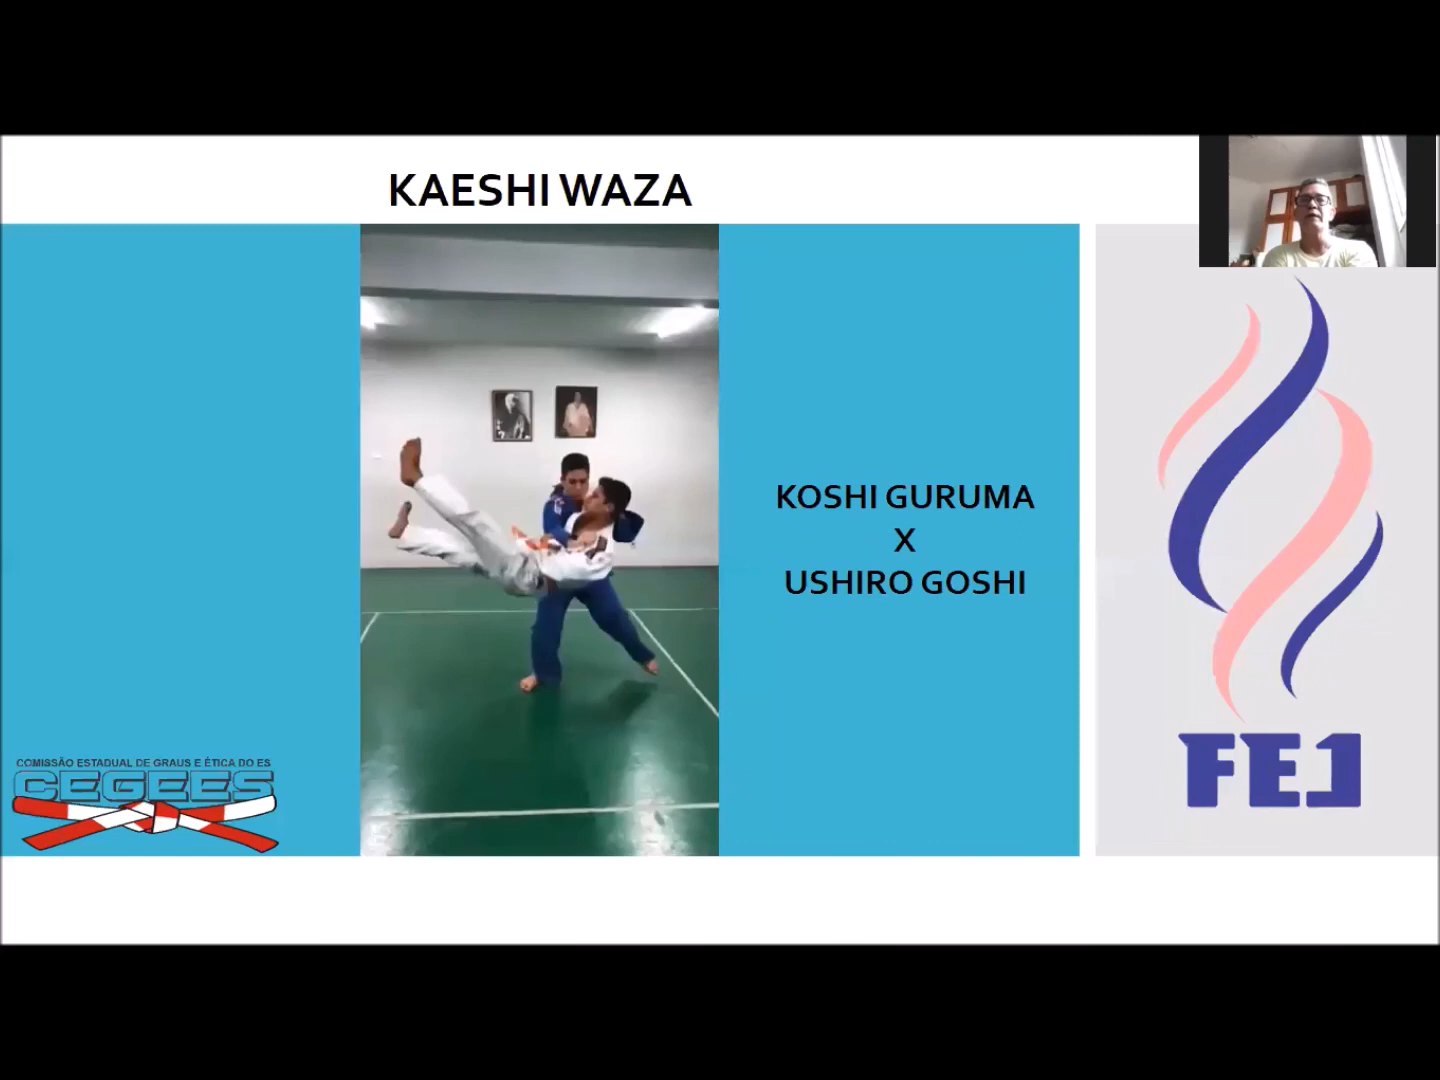 KAESHI WAZA
KOSHI GURUMA
X
USHIRO GOSHI
COMISSÃO ESTADUAL DE GRAUS E ÉTICA DO ES
CEGEES
FEJ